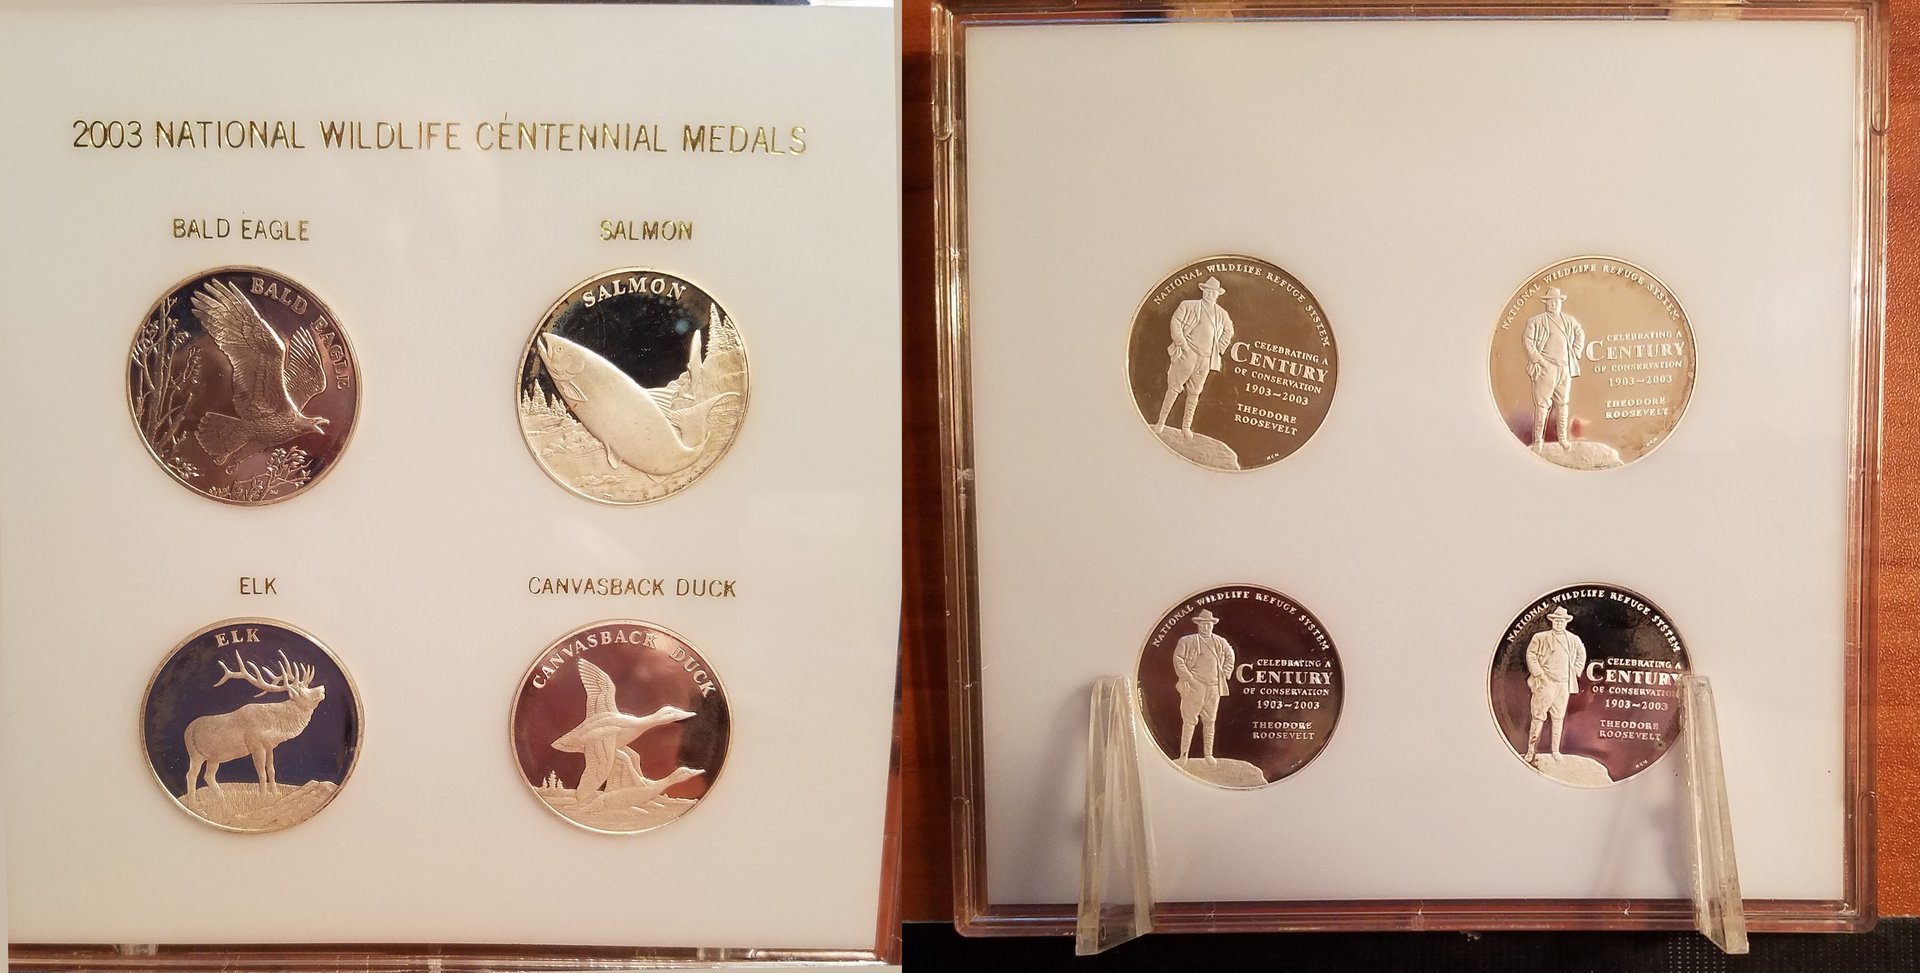 2003 NATIONAL WILDLIFE CENTENNIAL MEDALS
BALD EAGLE
SALMON
BALD EAGLE
SALMON
ELK
CANVASBACK DUCK
ELK
CANVASBACK DUCK
NATIONAL WILDLIFE REFUGE SYSTEM
CELEBRATING A
CENTURY
OF CONSERVATION
1903-2003
THEODORE
ROOSEVELT
NATIONAL WILDLIFE REFUGE SYSTEM
CELEBRATING A
CENTURY
OF CONSERVATION
1903-2003
THEODORE
ROOSEVELT
NATIONAL WILDLIFE REFUGE SYSTEM
CELEBRATING A
CENTURY
OF CONSERVATION
1903-2003
THEODORE
ROOSEVELT
NATIONAL WILDLIFE REFUGE SYSTEM
CELEBRATING A
CENTURY
OF CONSERVATION
1903-2003
THEODORE
ROOSEVELT